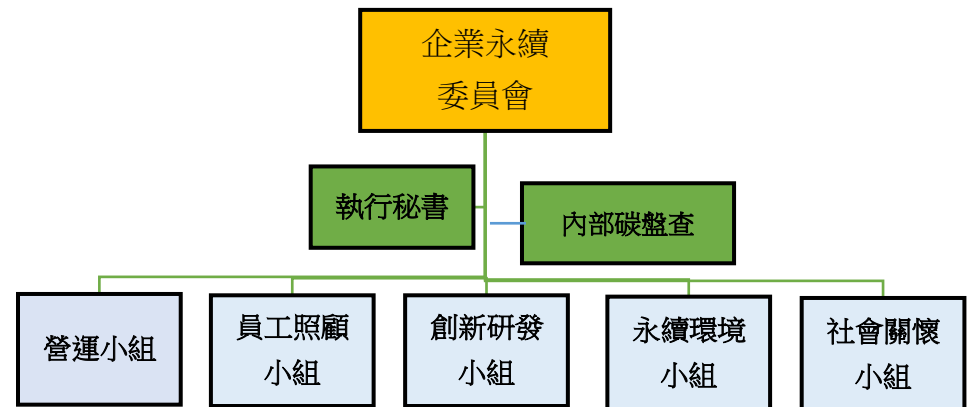 企業永續
委員會
執行秘書
內部碳盤查
營運小組
員工照顧
小組
創新研發
小組
永續環境
小組
社會關懷
小組